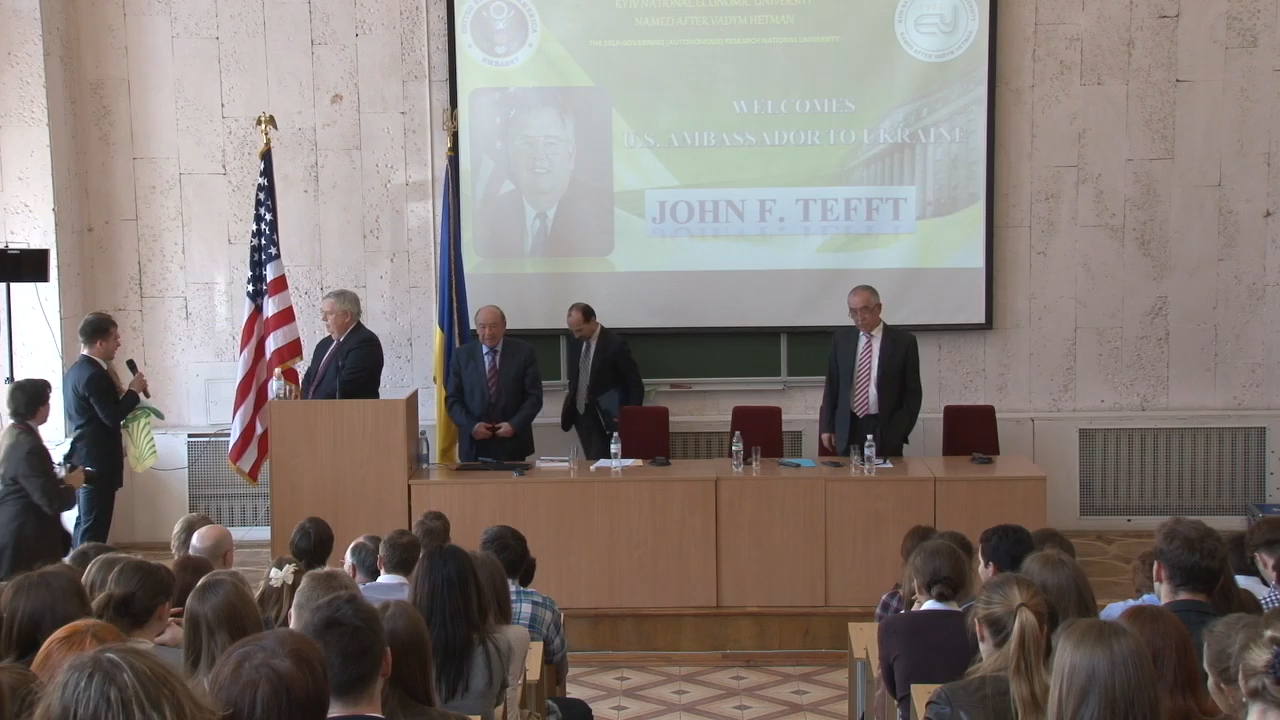 KYIV NATIONAL ECONOMIC UNIVERSITY
NAMED AFTER VADYM HETMAN
THE SELF-GOVERNING (AUTONOMOUS) RESEARCH NATIONAL UNIVERSITY
WELCOMES
U.S. AMBASSADOR TO UKRAINE
JOHN F. TEFFT